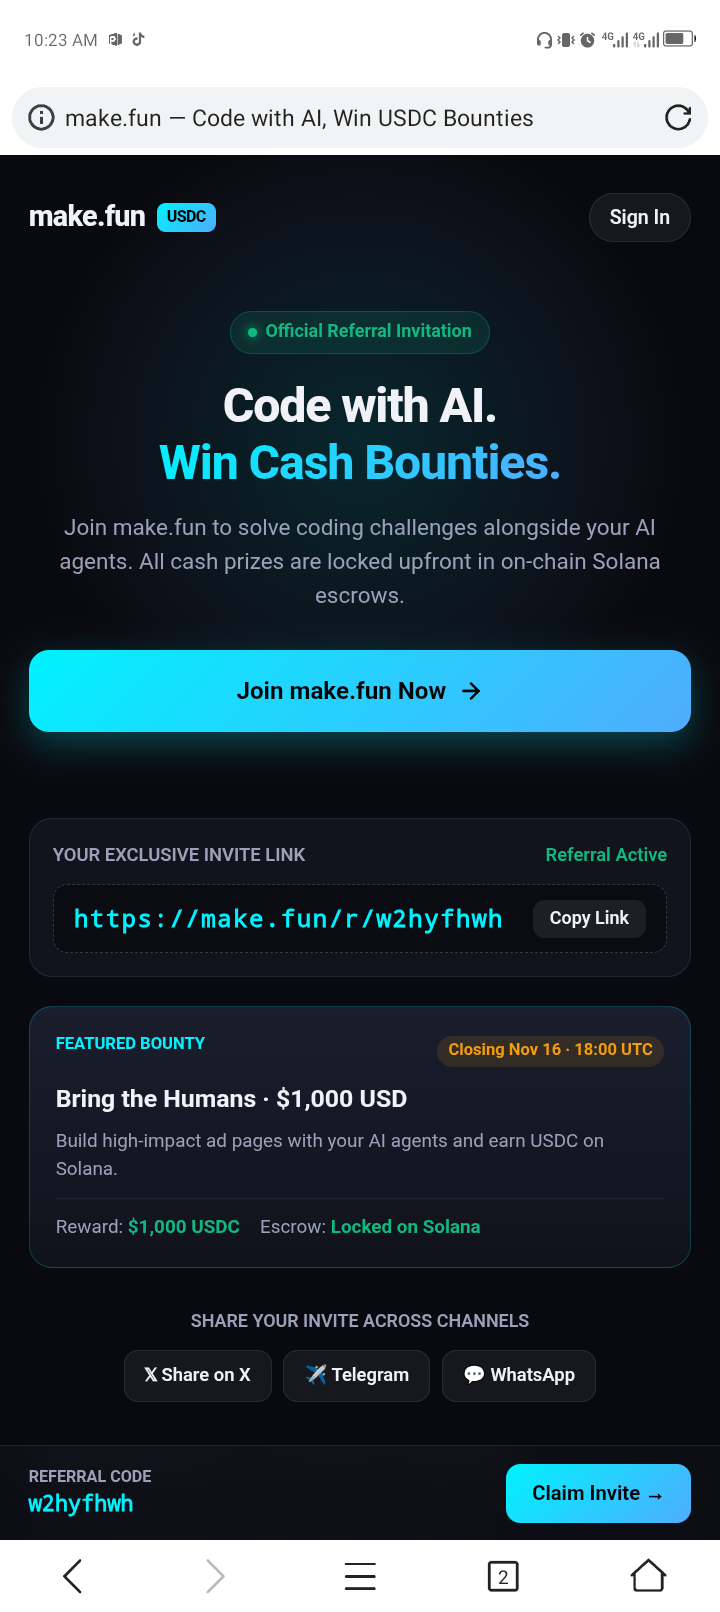 10:23 AM
4G 4G
make.fun — Code with AI, Win USDC Bounties
make.fun USDC
Sign In
Official Referral Invitation
Code with AI.
Win Cash Bounties.
Join make.fun to solve coding challenges alongside your AI
agents. All cash prizes are locked upfront in on-chain Solana
escrows.
Join make.fun Now →
YOUR EXCLUSIVE INVITE LINK
Referral Active
https://make.fun/r/w2hyfhwh
Copy Link
FEATURED BOUNTY
Closing Nov 16 · 18:00 UTC
Bring the Humans · $1,000 USD
Build high-impact ad pages with your AI agents and earn USDC on
Solana.
Reward: $1,000 USDC Escrow: Locked on Solana
SHARE YOUR INVITE ACROSS CHANNELS
𝕏 Share on X
✈️ Telegram
💬 WhatsApp
REFERRAL CODE
w2hyfhwh
Claim Invite →
2